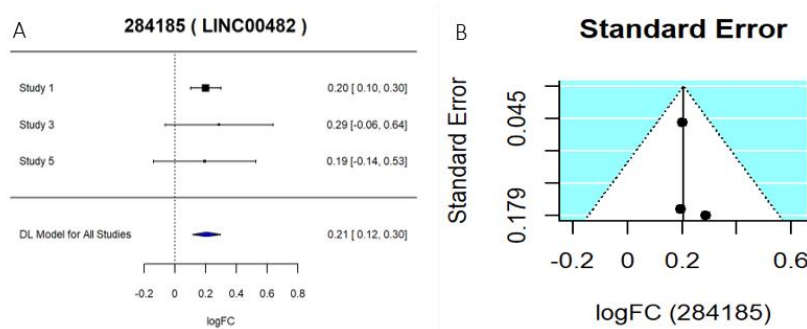 A
284185 ( LINC00482 )
Study 1 0.20 [ 0.10, 0.30]
Study 3 0.29 [-0.06, 0.64]
Study 5 0.19 [-0.14, 0.53]
DL Model for All Studies 0.21 [ 0.12, 0.30]
-0.2 0 0.2 0.4 0.6 0.8
logFC
B
Standard Error
Standard Error
0.045
0.179
-0.2 0 0.2 0.6
logFC (284185)